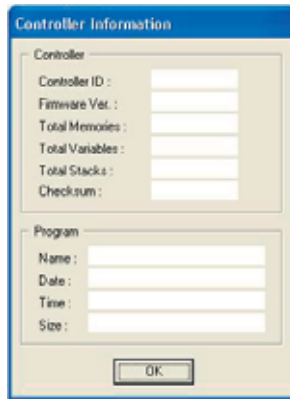 Controller Information
Controller
Controller ID :
Firmware Ver. :
Total Memories :
Total Variables :
Total Stacks :
Checksum :
Program
Name :
Date :
Time :
Size :
OK